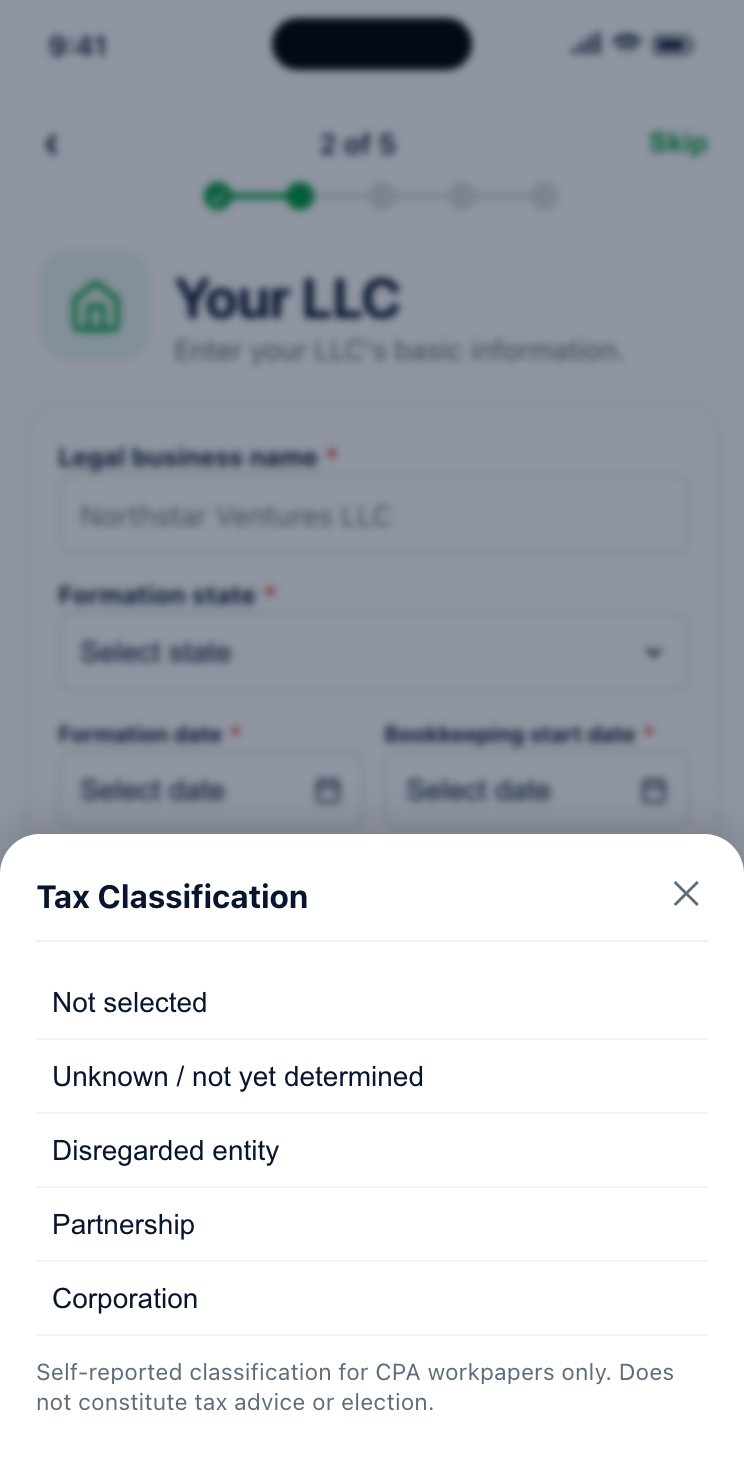 9:41
2 of 5
Skip
Your LLC
Enter your LLC's basic information.
Legal business name *
Northstar Ventures LLC
Formation state *
Select state
Formation date *
Bookkeeping start date *
Select date
Select date
Tax Classification
Not selected
Unknown / not yet determined
Disregarded entity
Partnership
Corporation
Self-reported classification for CPA workpapers only. Does
not constitute tax advice or election.